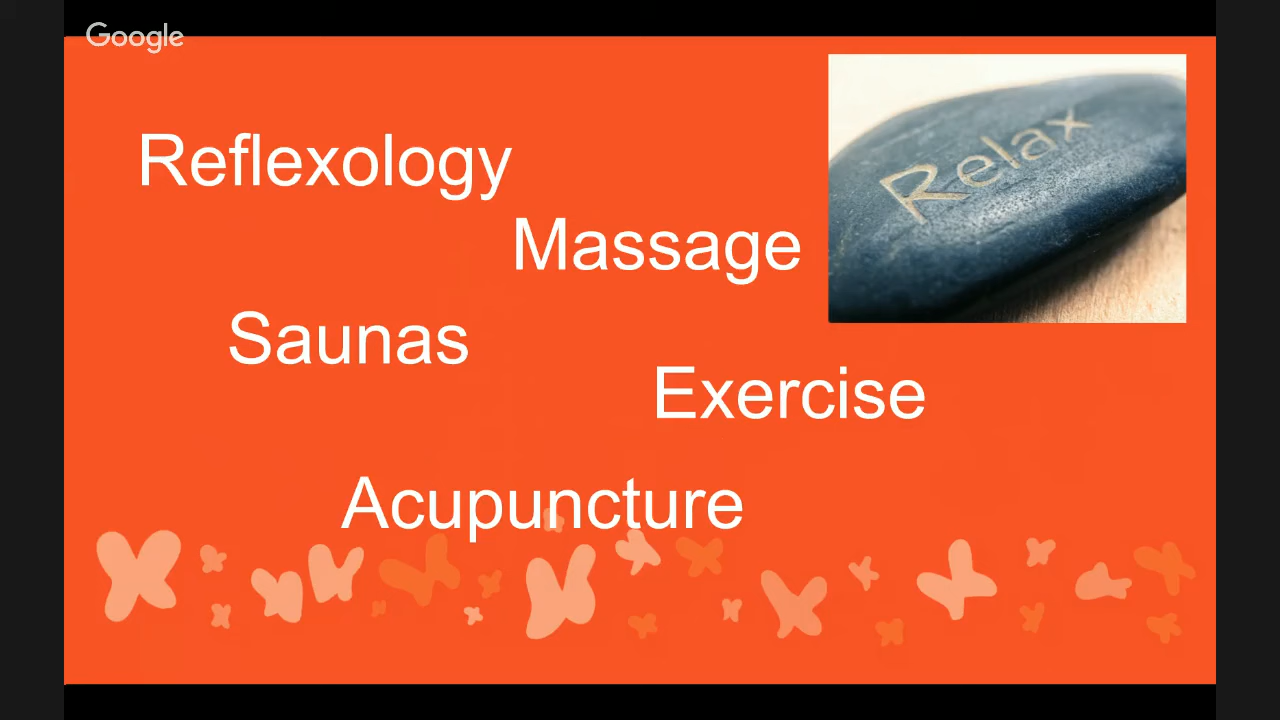 Google
Reflexology
Relax
Massage
Saunas
Exercise
Acupuncture